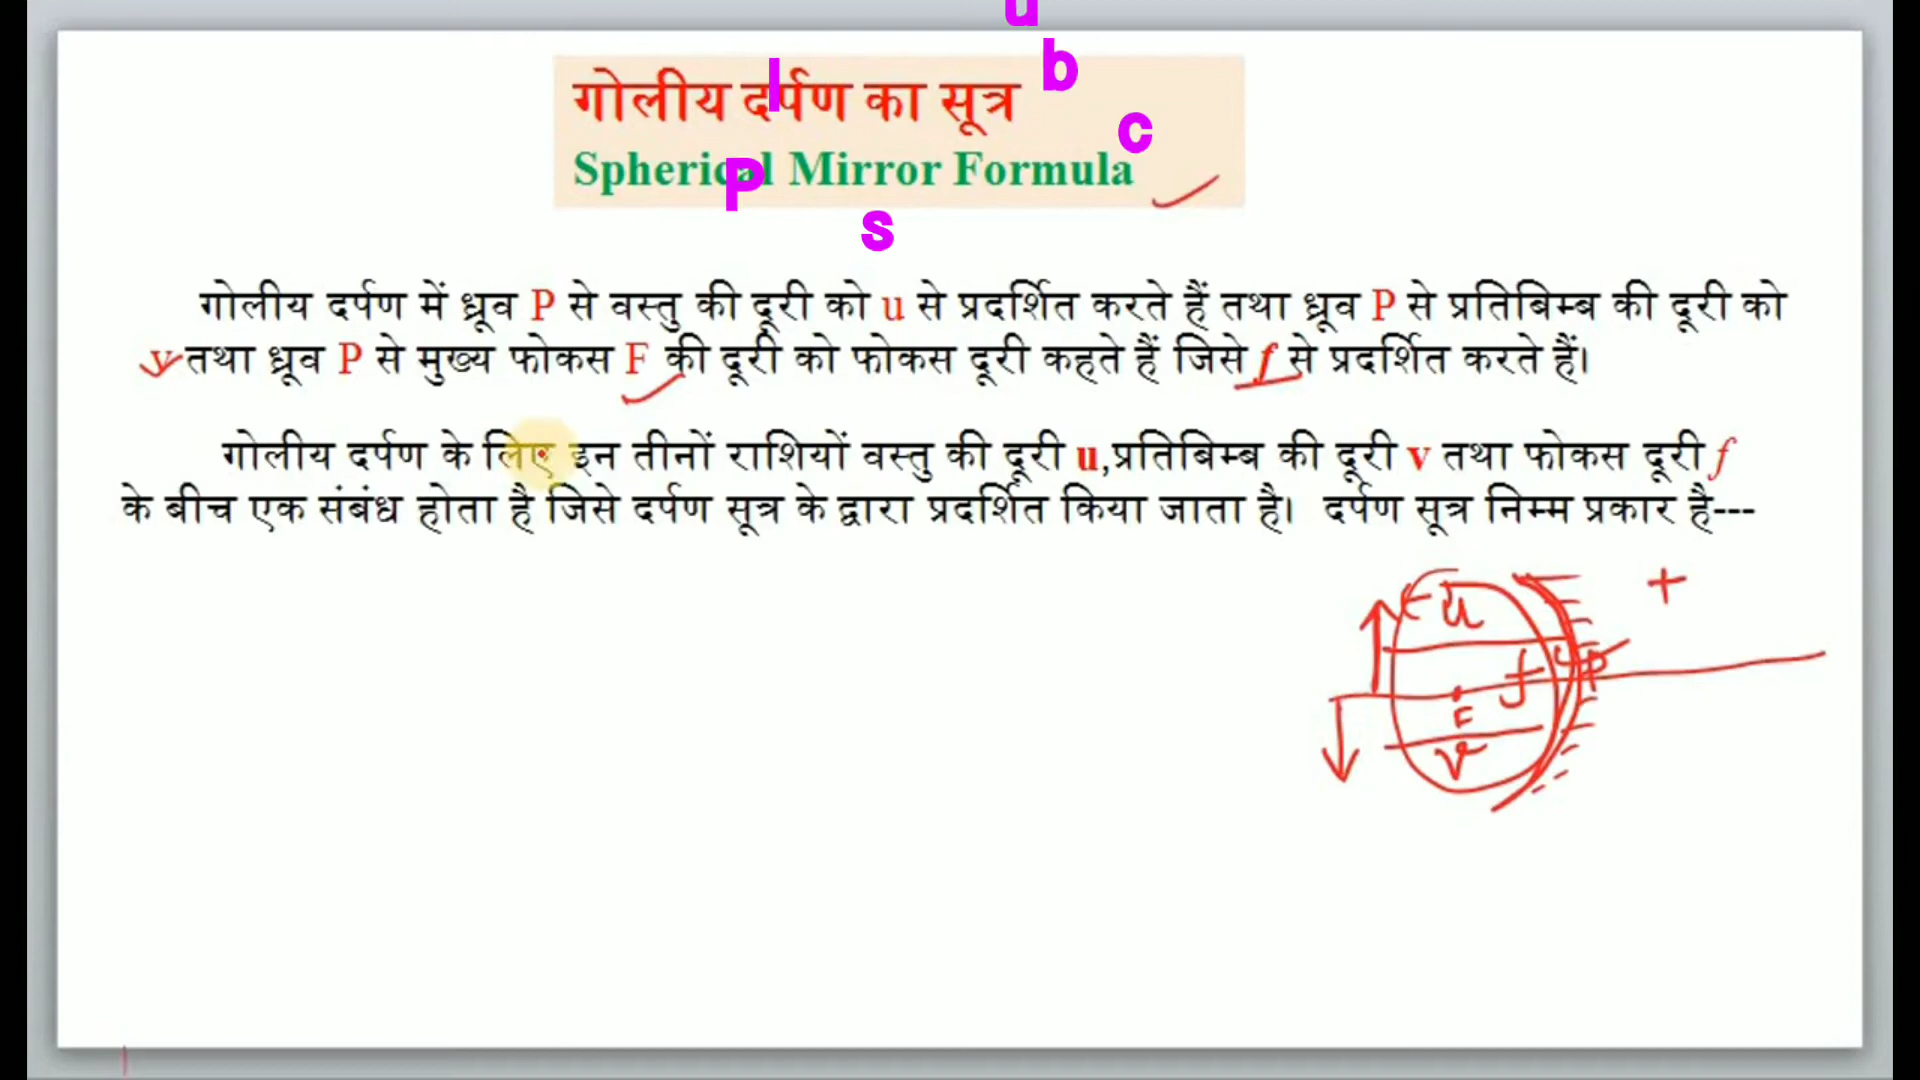 u
b
l
c
P
s
गोलीय दर्पण का सूत्र
Spherical Mirror Formula
गोलीय दर्पण में ध्रूव P से वस्तु की दूरी को u से प्रदर्शित करते हैं तथा ध्रूव P से प्रतिबिम्ब की दूरी को
v तथा ध्रूव P से मुख्य फोकस F की दूरी को फोकस दूरी कहते हैं जिसे f से प्रदर्शित करते हैं।
गोलीय दर्पण के लिए इन तीनों राशियों वस्तु की दूरी u,प्रतिबिम्ब की दूरी v तथा फोकस दूरी f
के बीच एक संबंध होता है जिसे दर्पण सूत्र के द्वारा प्रदर्शित किया जाता है। दर्पण सूत्र निम्म प्रकार है---
+
u
f
P
F
v